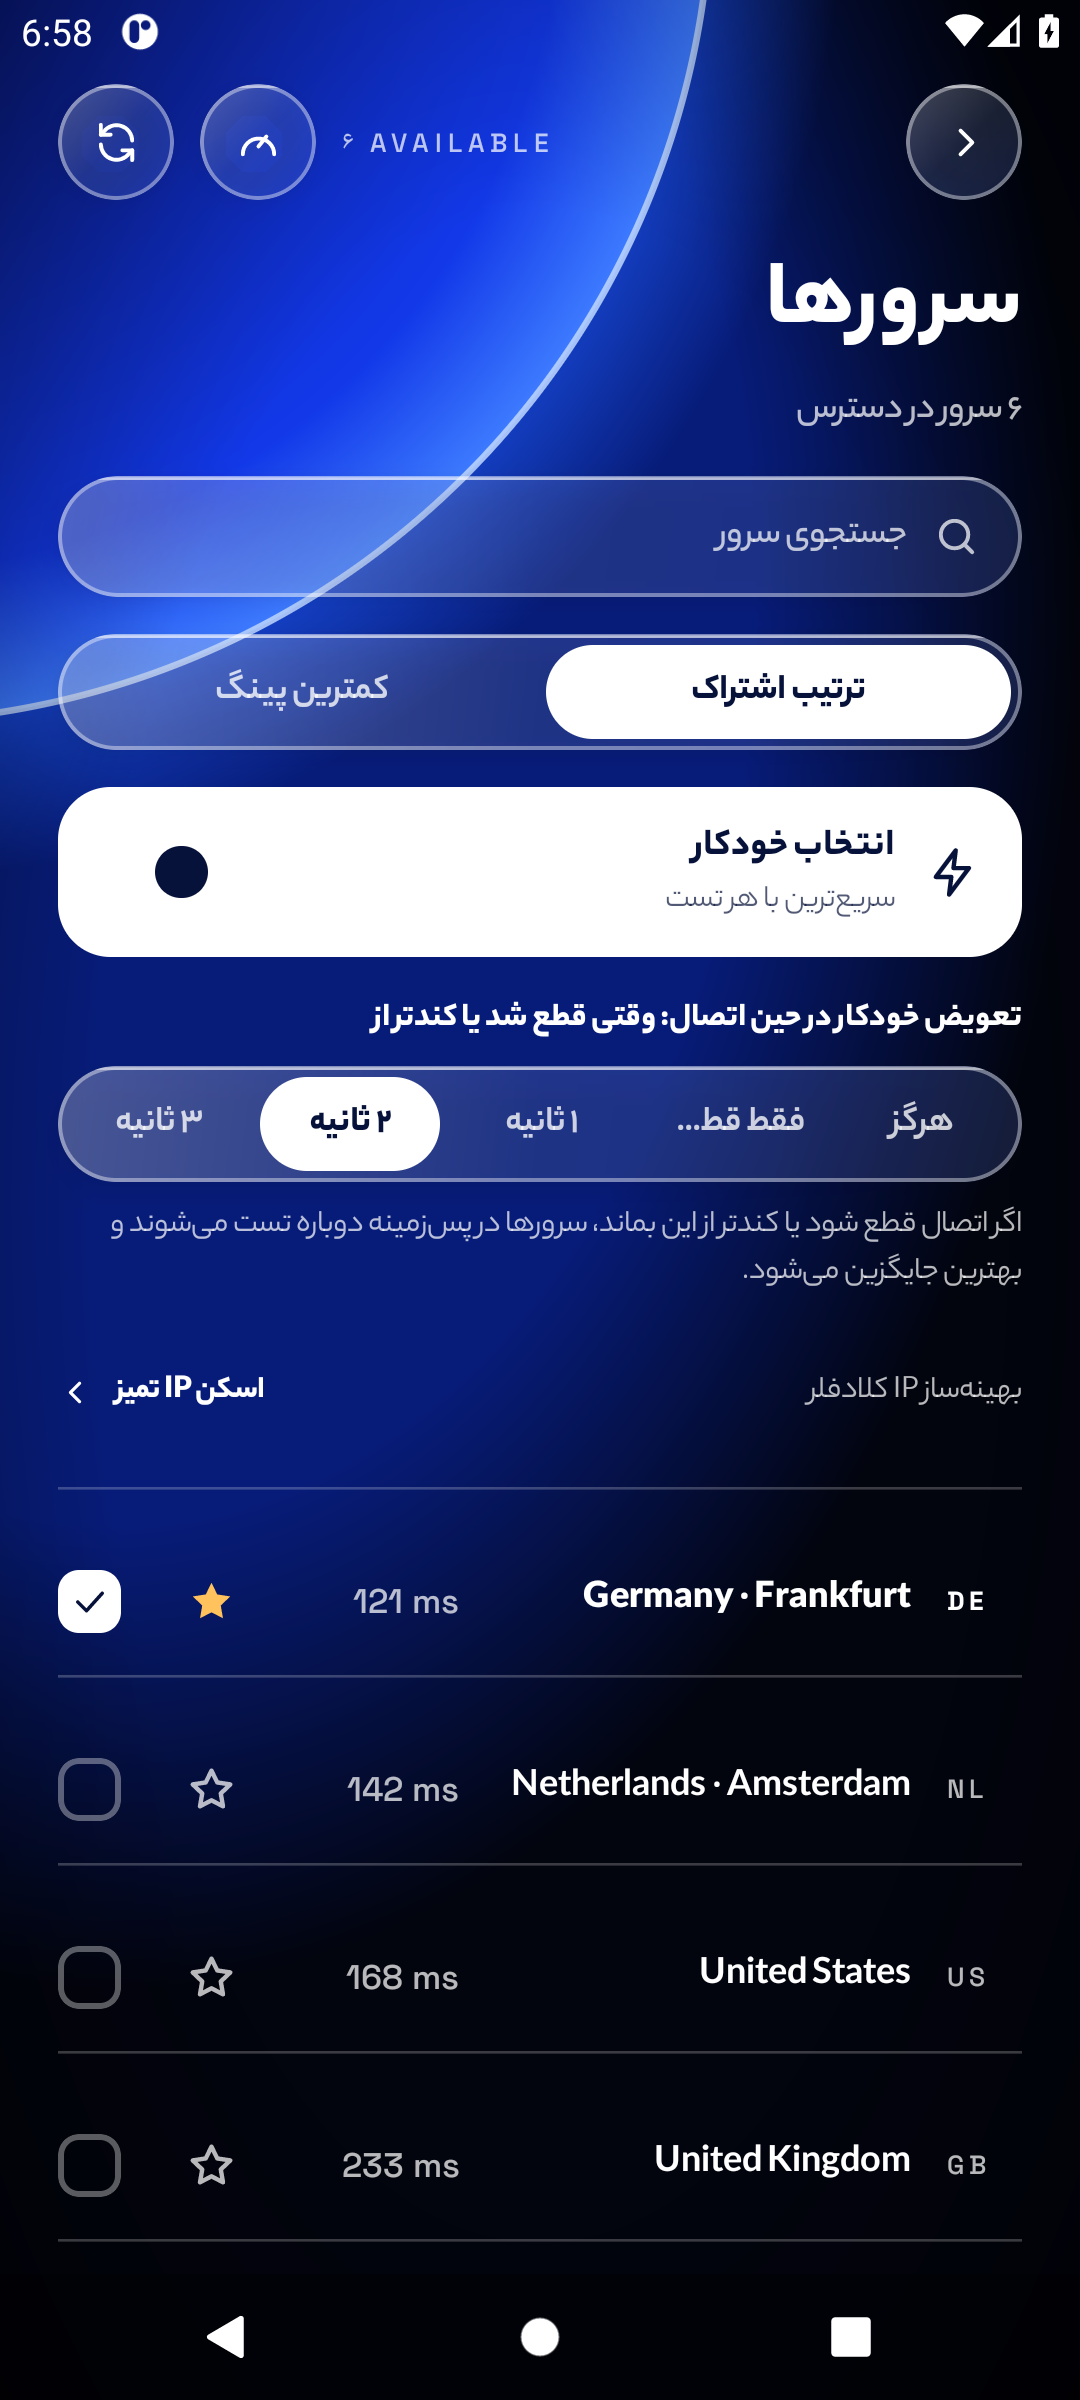 6:58
۶ AVAILABLE
سرورها
۶ سرور در دسترس
جستجوی سرور
ترتیب اشتراک
کمترین پینگ
انتخاب خودکار
سریع‌ترین با هر تست
تعویض خودکار در حین اتصال: وقتی قطع شد یا کندتر از
هرگز
فقط قط...
۱ ثانیه
۲ ثانیه
۳ ثانیه
اگر اتصال قطع شود یا کندتر از این بماند، سرورها در پس‌زمینه دوباره تست می‌شوند و
بهترین جایگزین می‌شود.
بهینه‌ساز IP کلادفلر
اسکن IP تمیز
DE Germany · Frankfurt 121 ms
NL Netherlands · Amsterdam 142 ms
US United States 168 ms
GB United Kingdom 233 ms